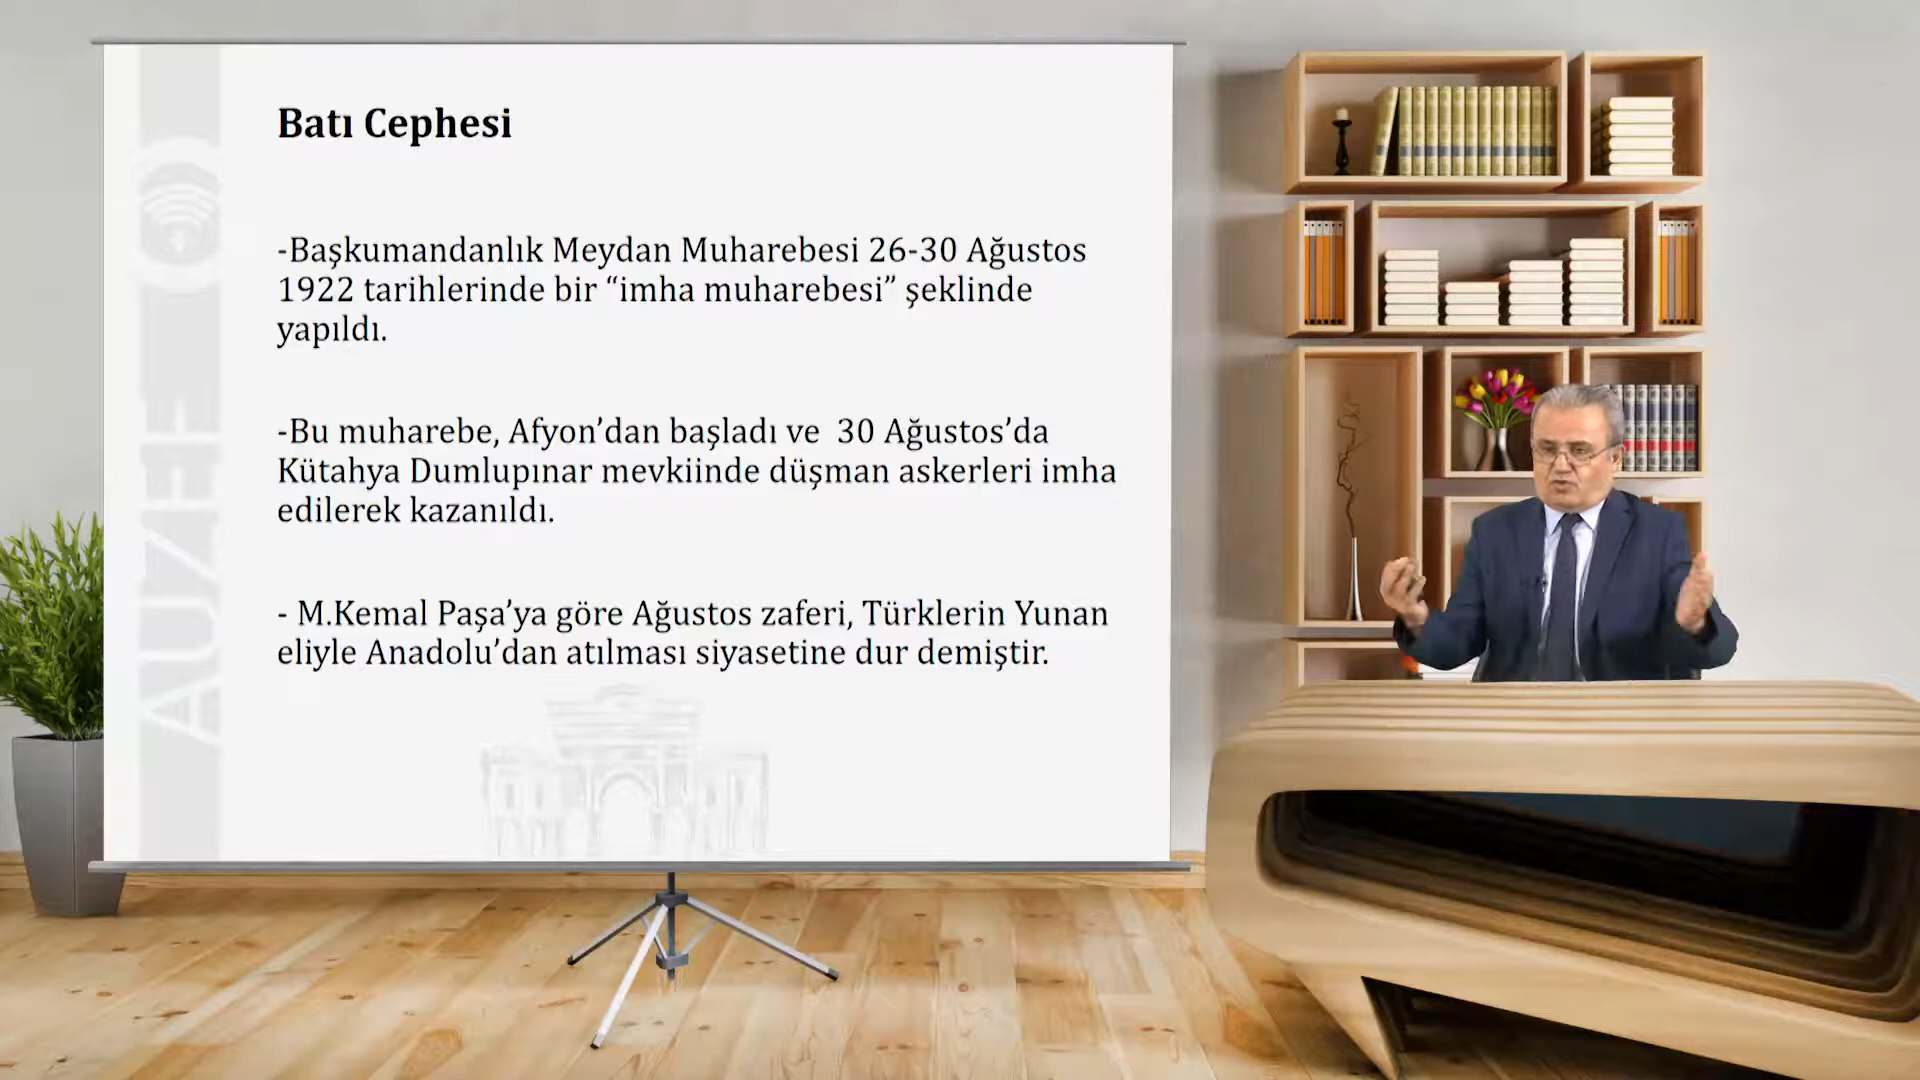 Batı Cephesi
-Başkumandanlık Meydan Muharebesi 26-30 Ağustos
1922 tarihlerinde bir “imha muharebesi” şeklinde
yapıldı.
-Bu muharebe, Afyon’dan başladı ve  30 Ağustos’da
Kütahya Dumlupınar mevkiinde düşman askerleri imha
edilerek kazanıldı.
- M.Kemal Paşa’ya göre Ağustos zaferi, Türklerin Yunan
eliyle Anadolu’dan atılması siyasetine dur demiştir.
AUZEF